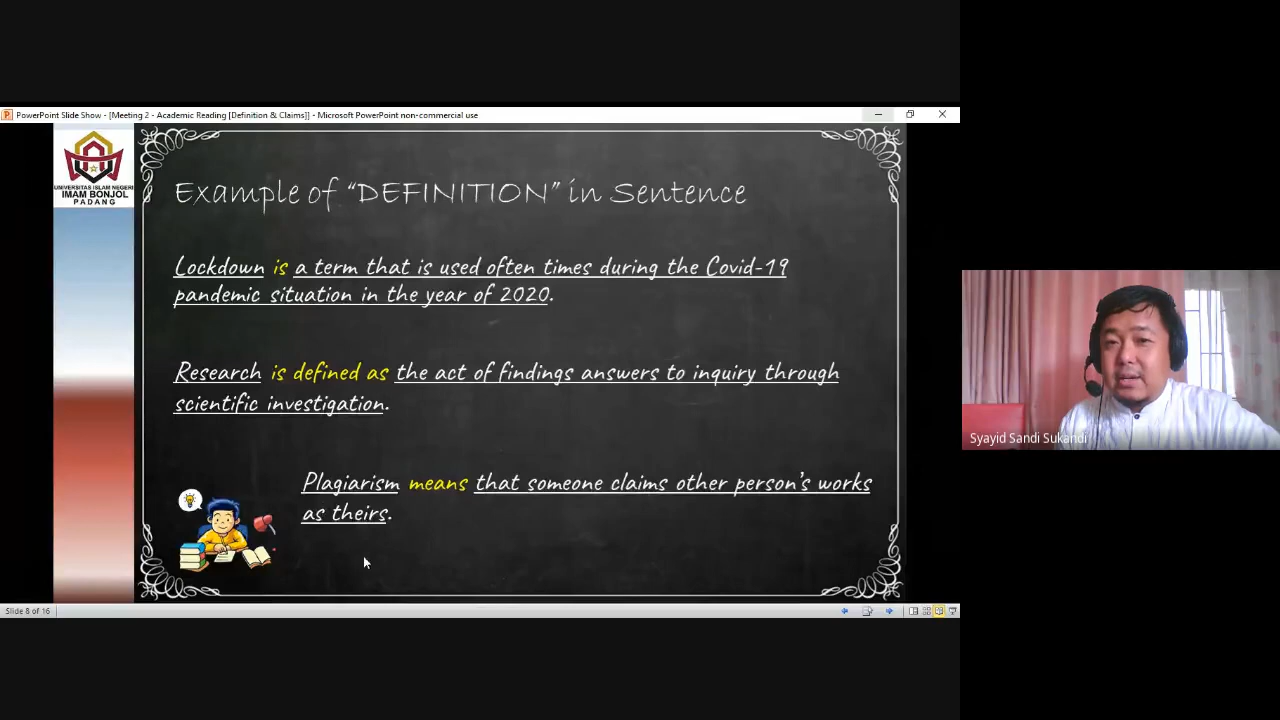 PowerPoint Slide Show - [Meeting 2 - Academic Reading [Definition & Claims]] - Microsoft PowerPoint non-commercial use
UNIVERSITAS ISLAM NEGERI
IMAM BONJOL
PADANG
Example of “DEFINITION” in Sentence
Lockdown is a term that is used often times during the Covid-19
pandemic situation in the year of 2020.
Research is defined as the act of findings answers to inquiry through
scientific investigation.
Plagiarism means that someone claims other person’s works
as theirs.
Syayid Sandi Sukandi
Slide 8 of 16